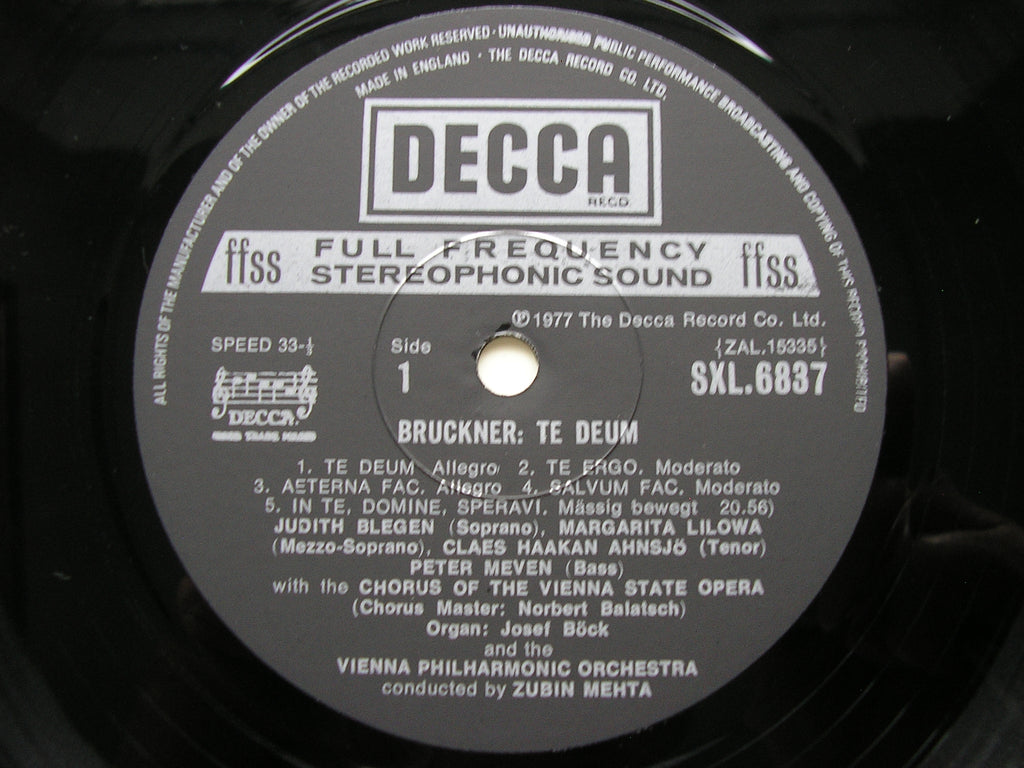 ALL RIGHTS OF THE MANUFACTURER AND OF THE OWNER OF THE RECORDED WORK RESERVED · UNAUTHORISED PUBLIC PERFORMANCE BROADCASTING AND COPYING OF THIS RECORD PROHIBITED
MADE IN ENGLAND · THE DECCA RECORD CO. LTD.
DECCA
REGD.
ffss FULL FREQUENCY STEREOPHONIC SOUND ffss
℗ 1977 The Decca Record Co. Ltd.
SPEED 33-⅓ Side {ZAL.15335}
1 SXL.6837
DECCA
BRUCKNER: TE DEUM
1. TE DEUM Allegro 2. TE ERGO. Moderato
3. AETERNA FAC. Allegro 4. SALVUM FAC. Moderato
5. IN TE, DOMINE, SPERAVI. Mässig bewegt 20.56)
JUDITH BLEGEN (Soprano), MARGARITA LILOWA
(Mezzo-Soprano), CLAES HAAKAN AHNSJÖ (Tenor)
PETER MEVEN (Bass)
with the CHORUS OF THE VIENNA STATE OPERA
(Chorus Master: Norbert Balatsch)
Organ: Josef Böck
and the
VIENNA PHILHARMONIC ORCHESTRA
conducted by ZUBIN MEHTA